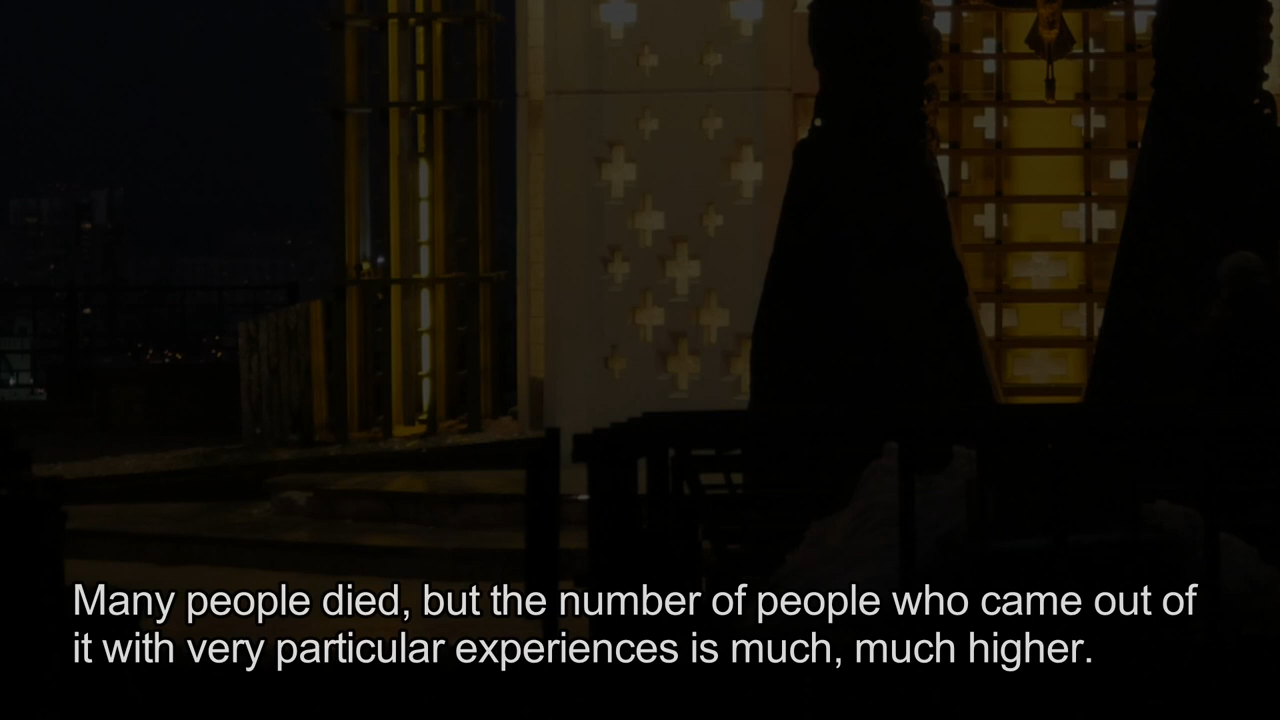 Many people died, but the number of people who came out of
it with very particular experiences is much, much higher.